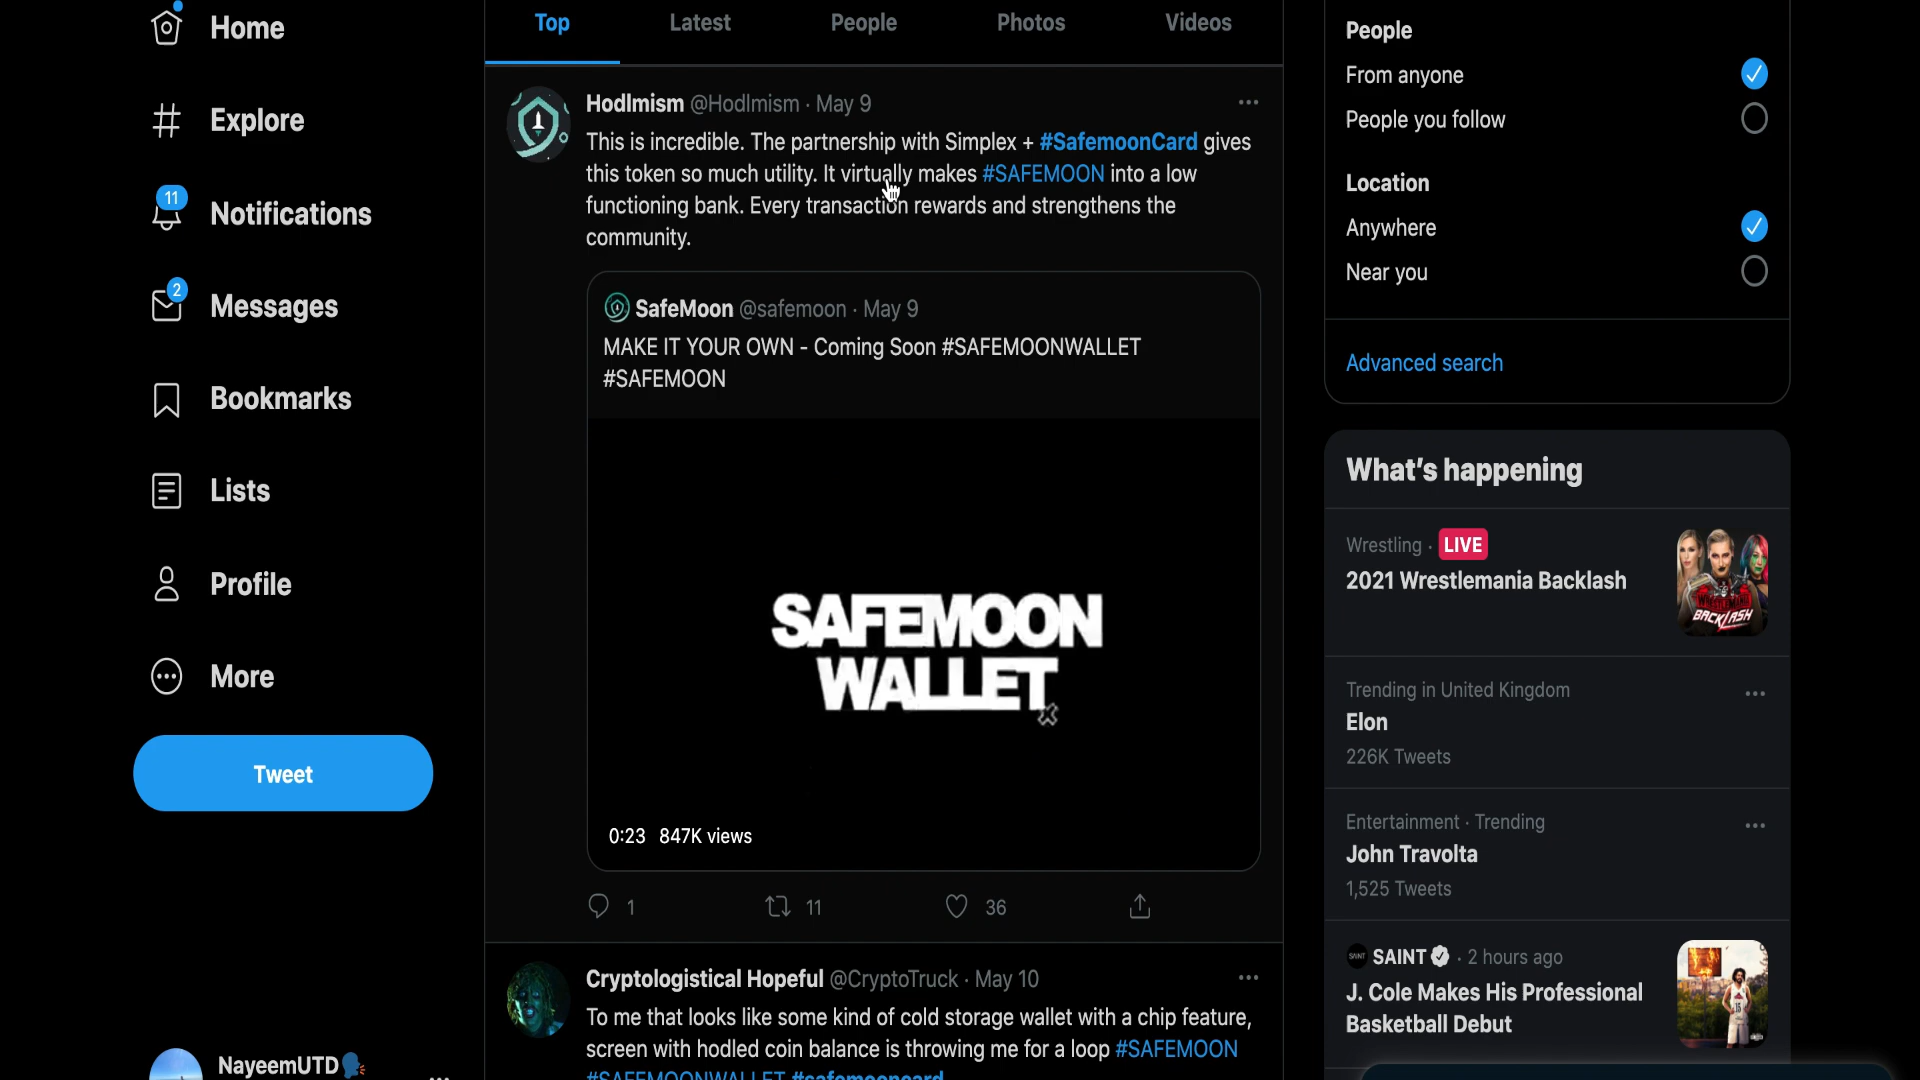 Home
Explore
11
Notifications
2
Messages
Bookmarks
Lists
Profile
More
Tweet
NayeemUTD
Top
Latest
People
Photos
Videos
Hodlmism @Hodlmism · May 9
This is incredible. The partnership with Simplex + #SafemoonCard gives
this token so much utility. It virtually makes #SAFEMOON into a low
functioning bank. Every transaction rewards and strengthens the
community.
SafeMoon @safemoon · May 9
MAKE IT YOUR OWN - Coming Soon #SAFEMOONWALLET
#SAFEMOON
SAFEMOON
WALLET
0:23 847K views
1
11
36
Cryptologistical Hopeful @CryptoTruck · May 10
To me that looks like some kind of cold storage wallet with a chip feature,
screen with hodled coin balance is throwing me for a loop #SAFEMOON
#SAFEMOONWALLET #safemooncard
People
From anyone
People you follow
Location
Anywhere
Near you
Advanced search
What's happening
Wrestling · LIVE
2021 Wrestlemania Backlash
BACKLASH
Trending in United Kingdom
Elon
226K Tweets
Entertainment · Trending
John Travolta
1,525 Tweets
SAINT · 2 hours ago
J. Cole Makes His Professional
Basketball Debut